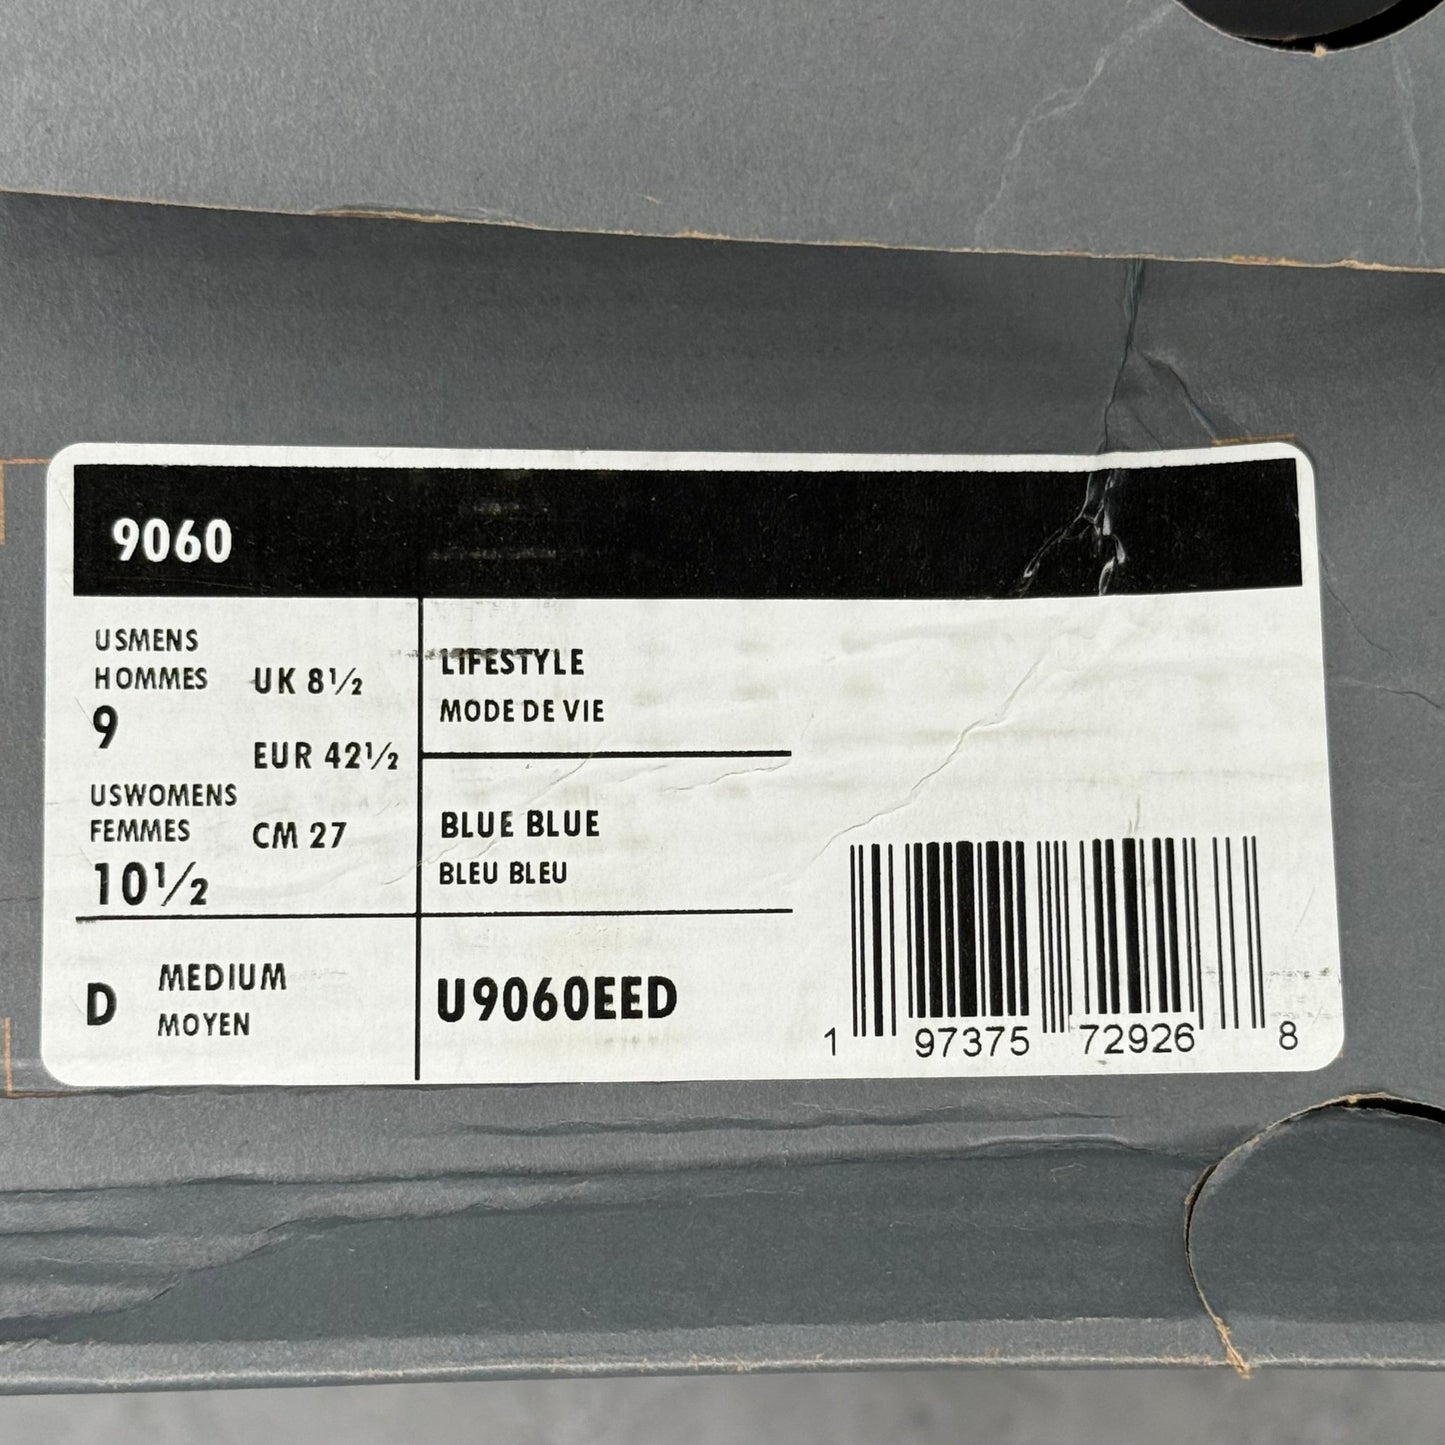 9060
USMENS
HOMMES
9
USWOMENS
FEMMES
10½
UK 8½
EUR 42½
CM 27
LIFESTYLE
MODE DE VIE
BLUE BLUE
BLEU BLEU
D
MEDIUM
MOYEN
U9060EED
1 97375 72926 8